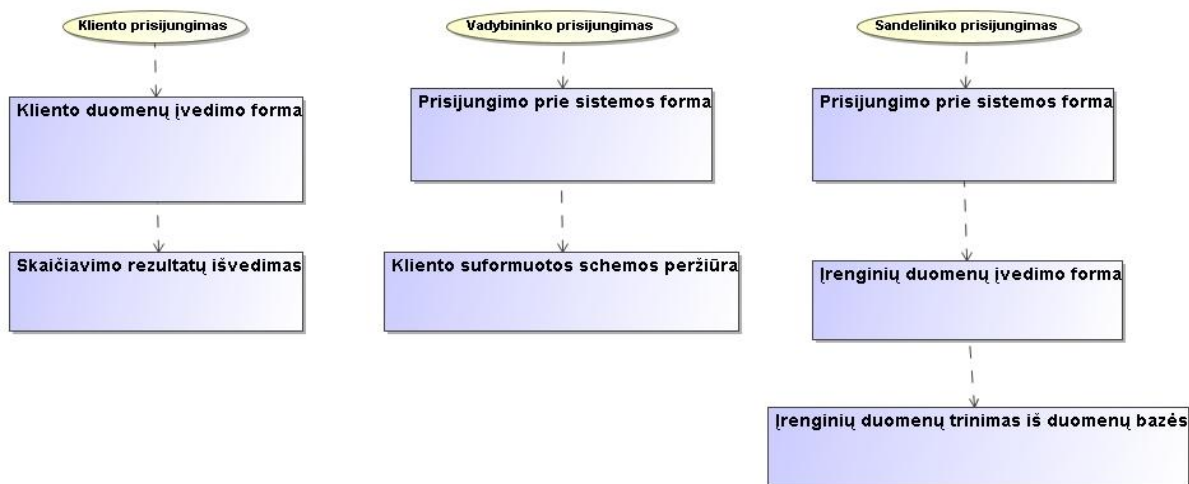 Kliento prisijungimas
Kliento duomenų įvedimo forma
Skaičiavimo rezultatų išvedimas
Vadybininko prisijungimas
Prisijungimo prie sistemos forma
Kliento suformuotos schemos peržiūra
Sandeliniko prisijungimas
Prisijungimo prie sistemos forma
Įrenginių duomenų įvedimo forma
Įrenginių duomenų trinimas iš duomenų bazės